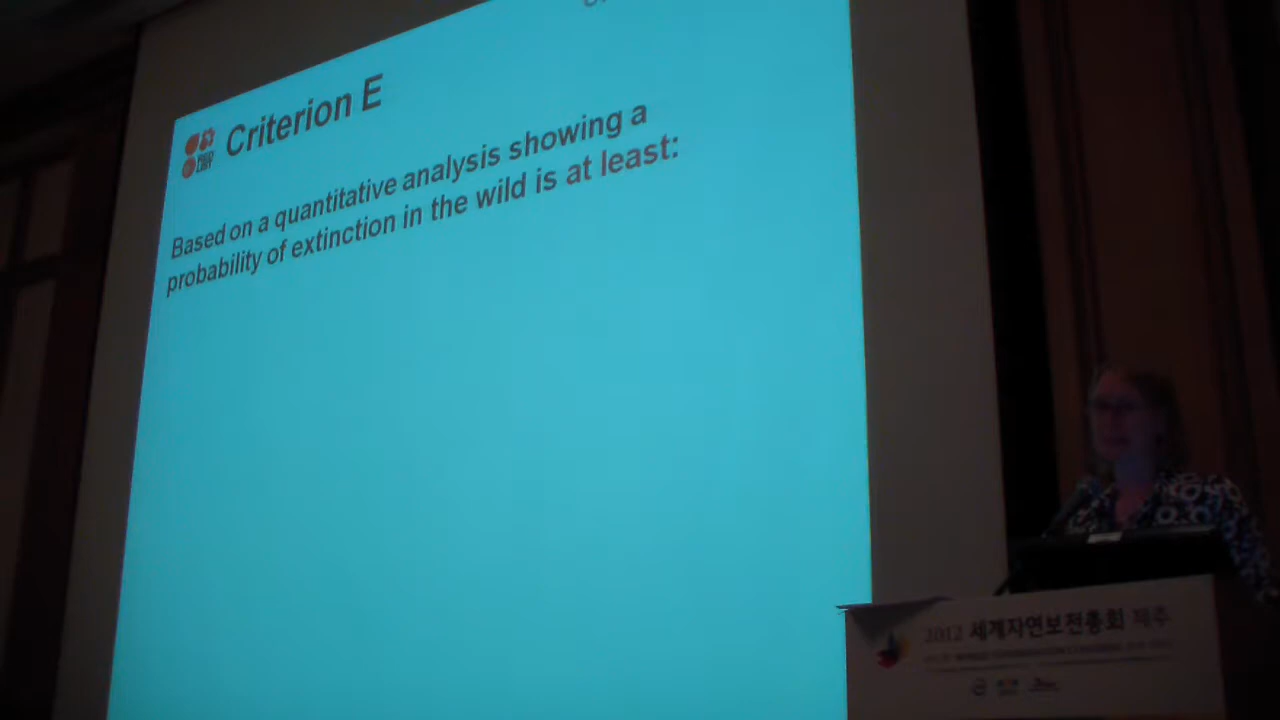 Criterion E
Based on a quantitative analysis showing a
probability of extinction in the wild is at least:
2012 세계자연보전총회 제주